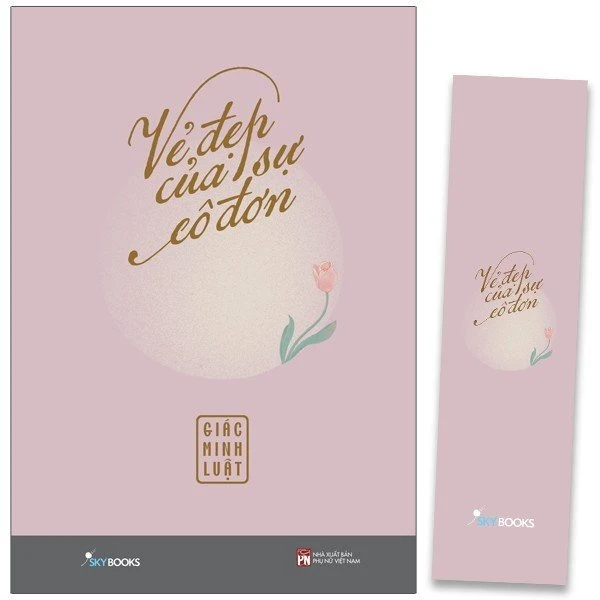 Vẻ đẹp
của sự
cô đơn
GIÁC
MINH
LUẬT
SKYBOOKS
PN
NHÀ XUẤT BẢN
PHỤ NỮ VIỆT NAM
Vẻ đẹp
của sự
cô đơn
SKYBOOKS